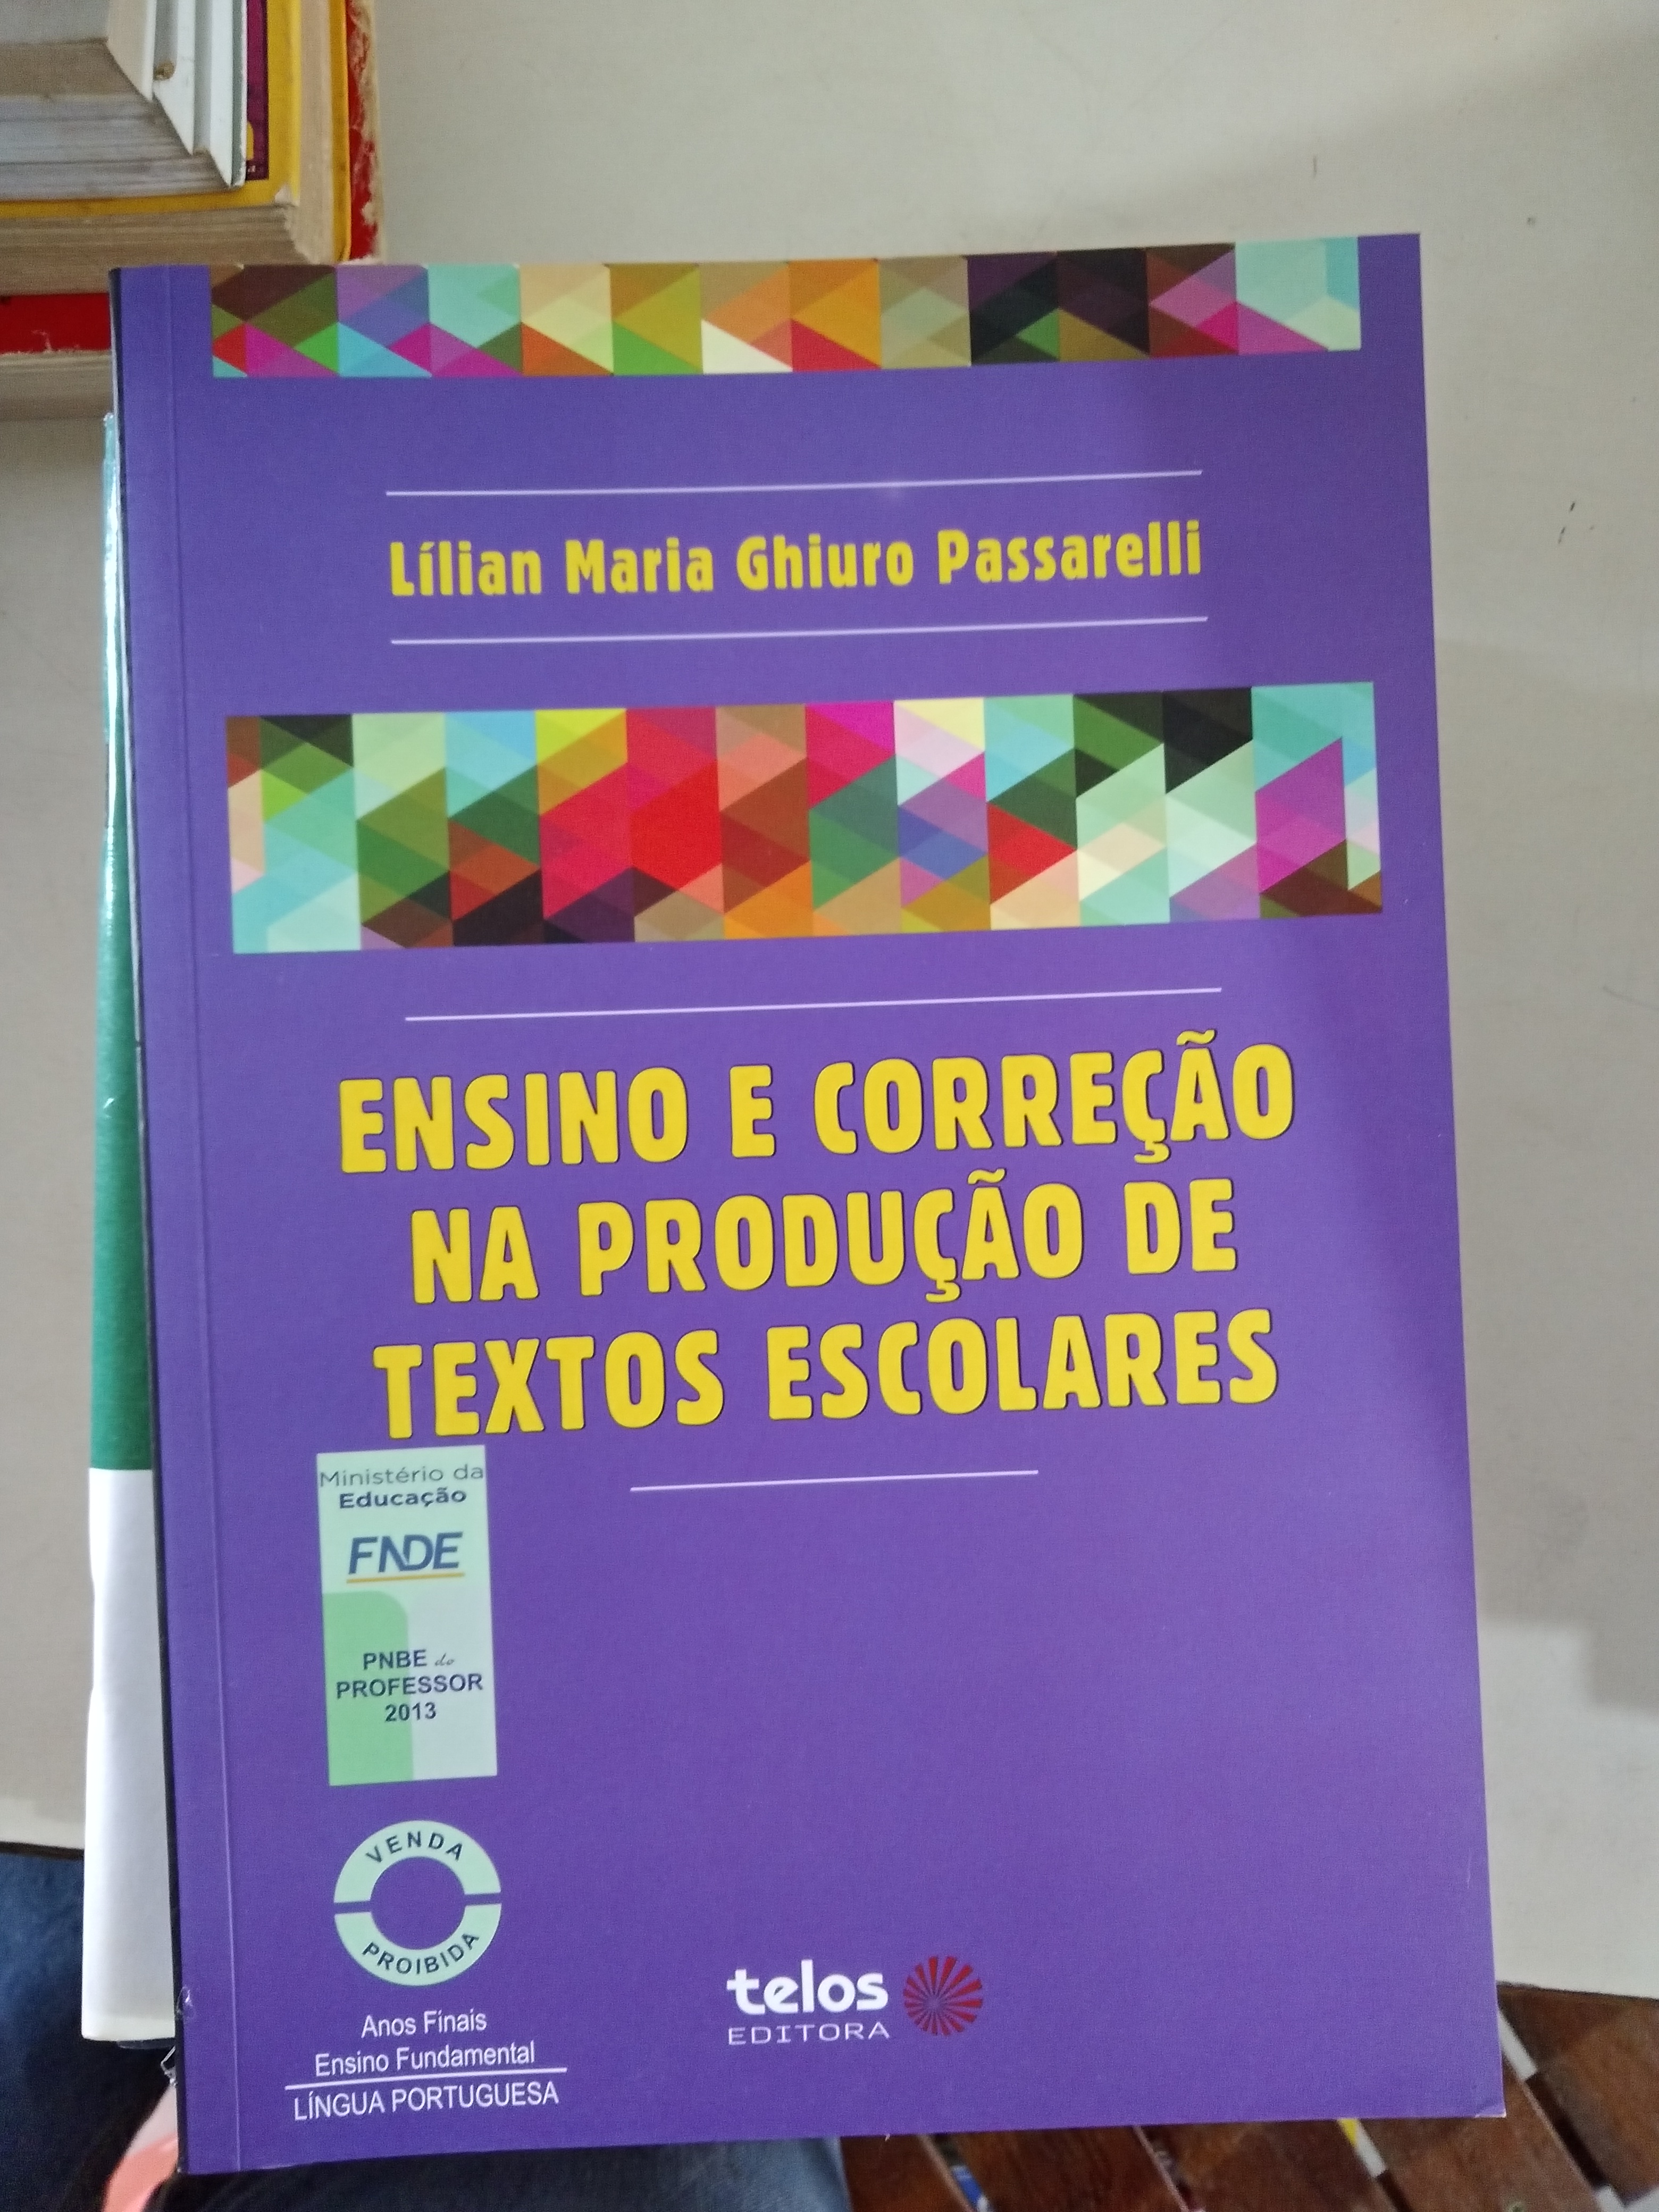 Lílian Maria Ghiuro Passarelli
ENSINO E CORREÇÃO
NA PRODUÇÃO DE
TEXTOS ESCOLARES
Ministério da
Educação
FNDE
PNBE do
PROFESSOR
2013
VENDA
PROIBIDA
Anos Finais
Ensino Fundamental
LÍNGUA PORTUGUESA
telos
EDITORA